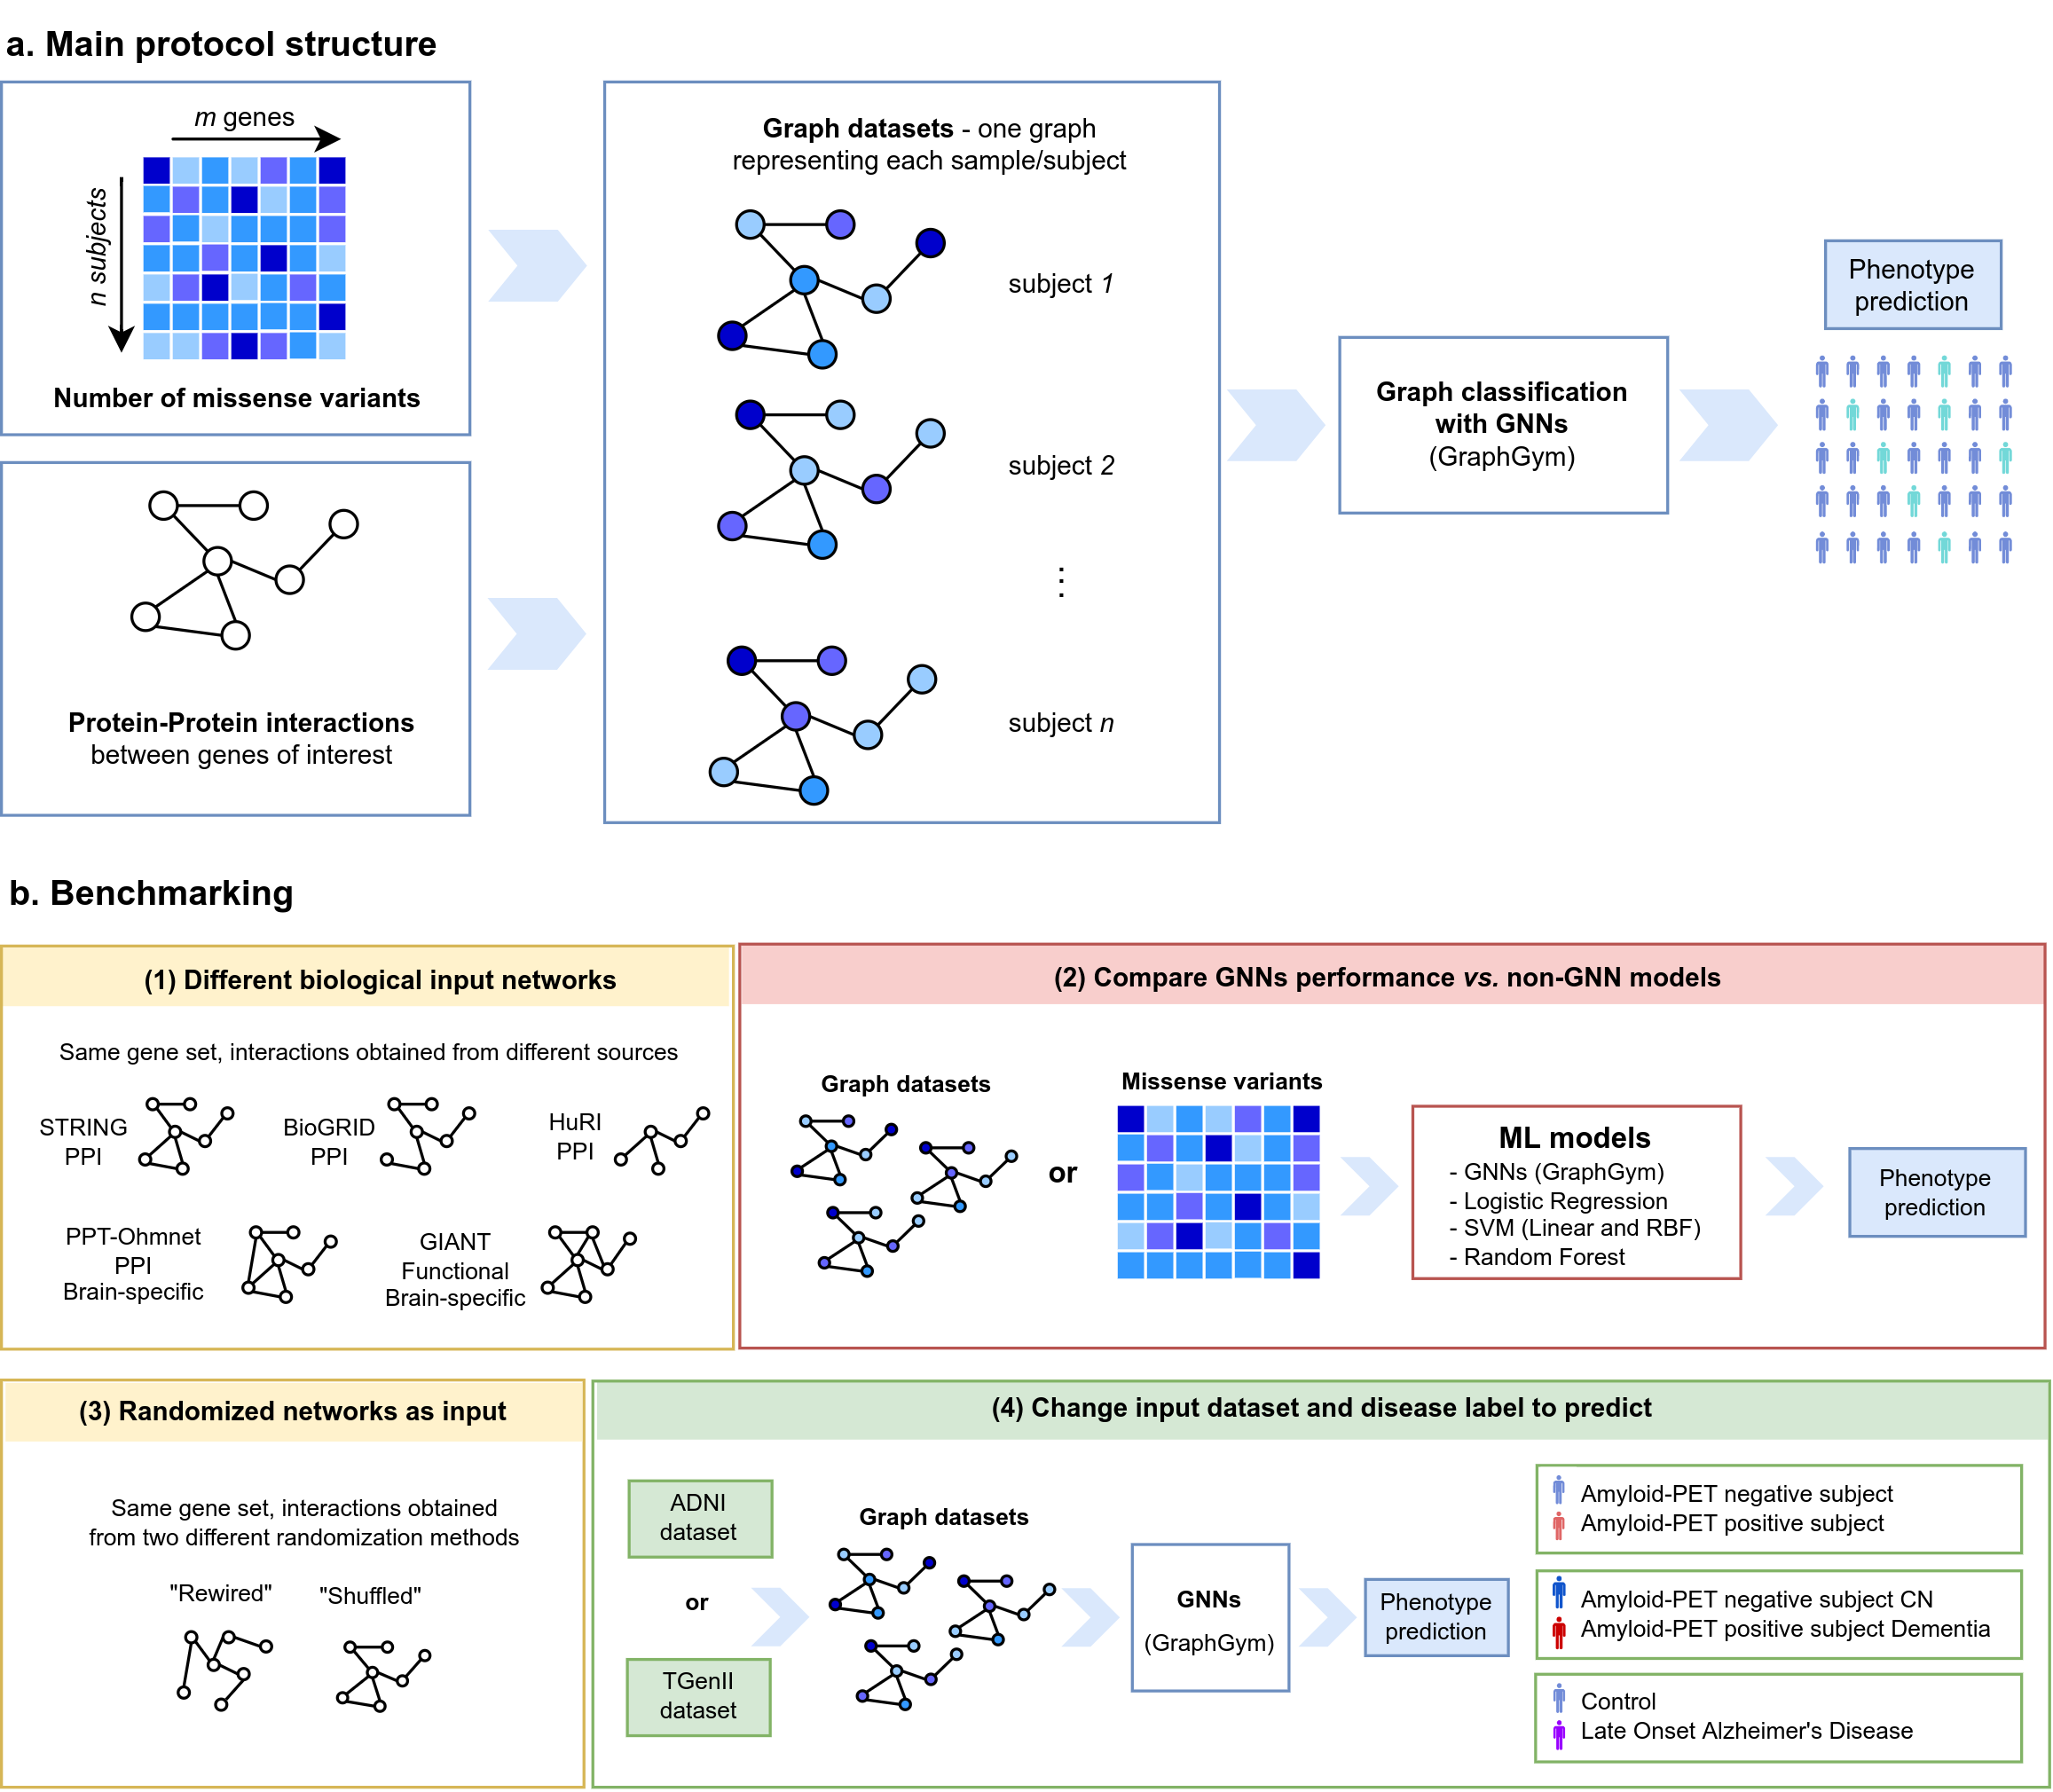 a. Main protocol structure
m genes
n subjects
Number of missense variants
Protein-Protein interactions
between genes of interest
Graph datasets - one graph
representing each sample/subject
subject 1
subject 2
⋮
subject n
Graph classification
with GNNs
(GraphGym)
Phenotype
prediction
b. Benchmarking
(1) Different biological input networks
Same gene set, interactions obtained from different sources
STRING
PPI
BioGRID
PPI
HuRI
PPI
PPT-Ohmnet
PPI
Brain-specific
GIANT
Functional
Brain-specific
(2) Compare GNNs performance vs. non-GNN models
Graph datasets
or
Missense variants
ML models
- GNNs (GraphGym)
- Logistic Regression
- SVM (Linear and RBF)
- Random Forest
Phenotype
prediction
(3) Randomized networks as input
Same gene set, interactions obtained
from two different randomization methods
"Rewired"
"Shuffled"
(4) Change input dataset and disease label to predict
ADNI
dataset
or
TGenII
dataset
Graph datasets
GNNs
(GraphGym)
Phenotype
prediction
Amyloid-PET negative subject
Amyloid-PET positive subject
Amyloid-PET negative subject CN
Amyloid-PET positive subject Dementia
Control
Late Onset Alzheimer's Disease